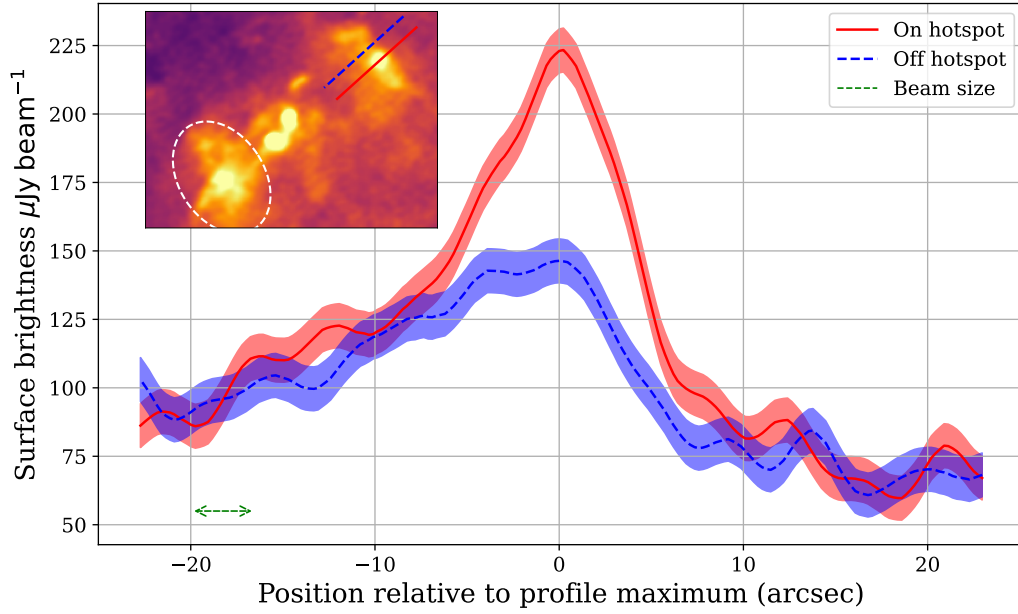 On hotspot
Off hotspot
Beam size
Surface brightness μJy beam⁻¹
225
200
175
150
125
100
75
50
−20
−10
0
10
20
Position relative to profile maximum (arcsec)